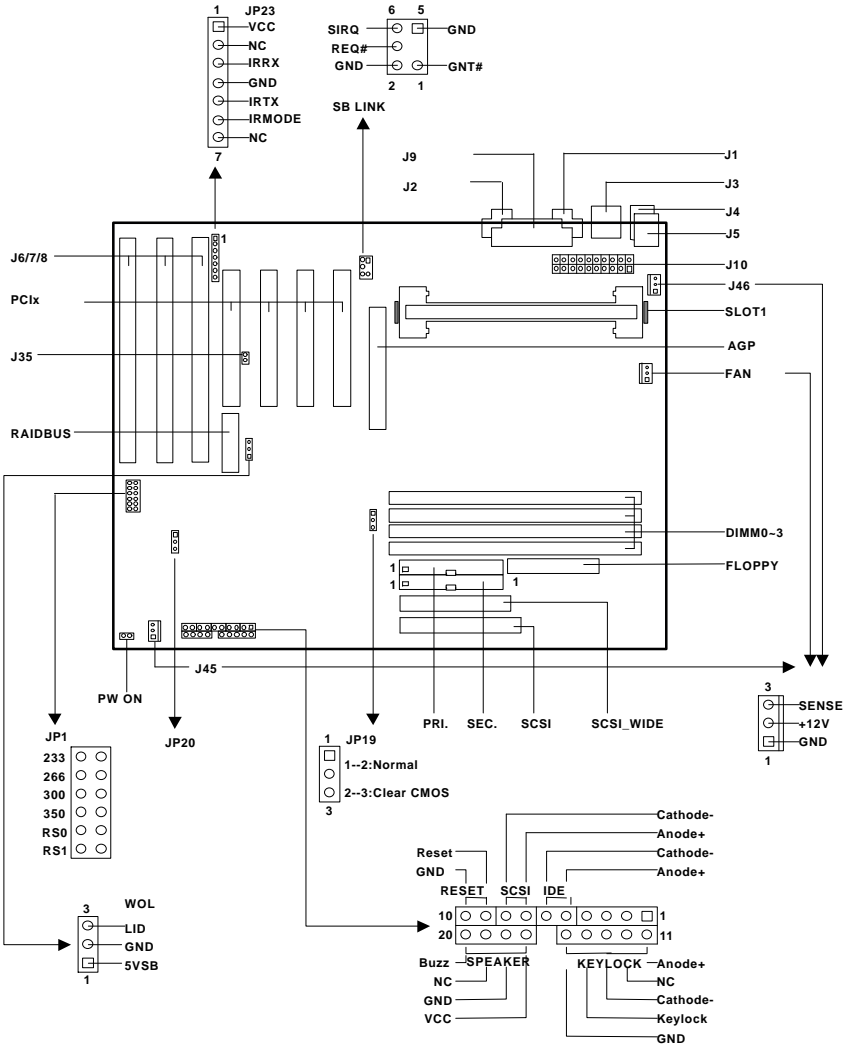 1 JP23
VCC
NC
IRRX
GND
IRTX
IRMODE
NC
7
6 5
SIRQ GND
REQ#
GND GNT#
2 1
SB LINK
J9
J2
J1
J3
J4
J5
J10
J46
SLOT1
AGP
FAN
J6/7/8
1
PCIx
J35
RAIDBUS
DIMM0~3
FLOPPY
1
1 1
J45
PW ON
PRI. SEC. SCSI SCSI_WIDE
JP1
233
266
300
350
RS0
RS1
JP20
1 JP19
1--2:Normal
2--3:Clear CMOS
3
3
SENSE
+12V
GND
1
WOL
3
LID
GND
5VSB
1
Cathode-
Anode+
Reset Cathode-
GND Anode+
RESET SCSI IDE
10 1
20 11
Buzz SPEAKER KEYLOCK Anode+
NC NC
GND Cathode-
VCC Keylock
GND